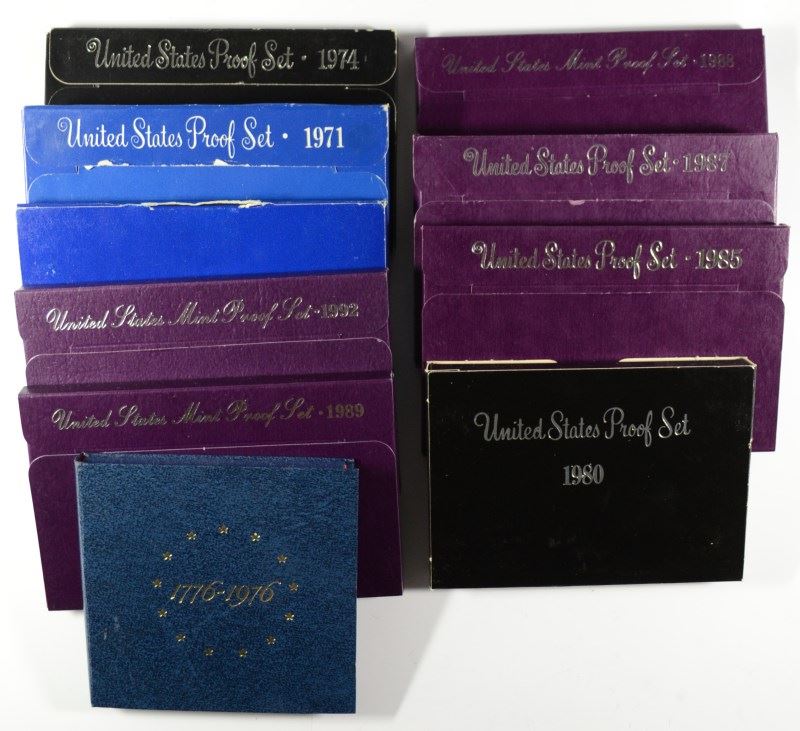 United States Proof Set · 1974
United States Proof Set · 1971
United States Mint Proof Set · 1992
United States Mint Proof Set · 1989
1776-1976
United States Mint Proof Set · 1988
United States Proof Set · 1987
United States Proof Set · 1985
United States Proof Set
1980